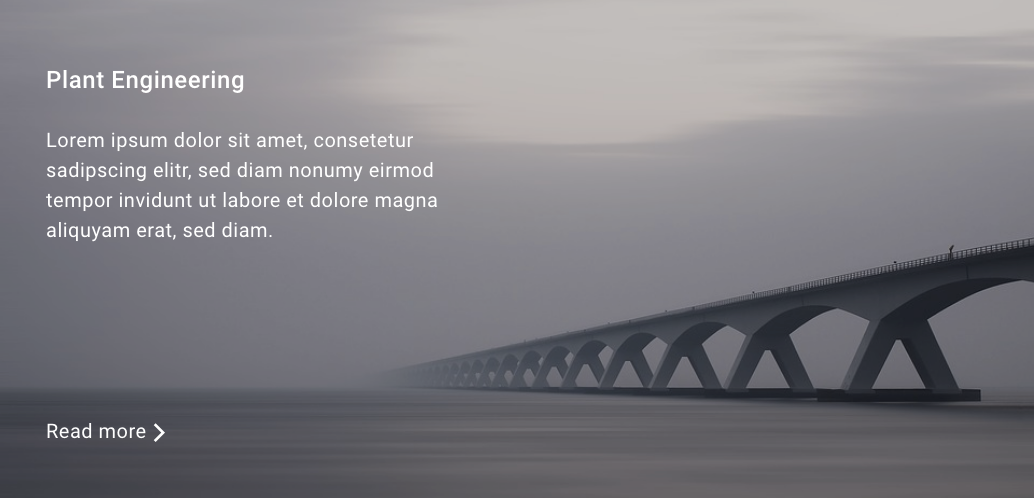 Plant Engineering
Lorem ipsum dolor sit amet, consetetur
sadipscing elitr, sed diam nonumy eirmod
tempor invidunt ut labore et dolore magna
aliquyam erat, sed diam.
Read more